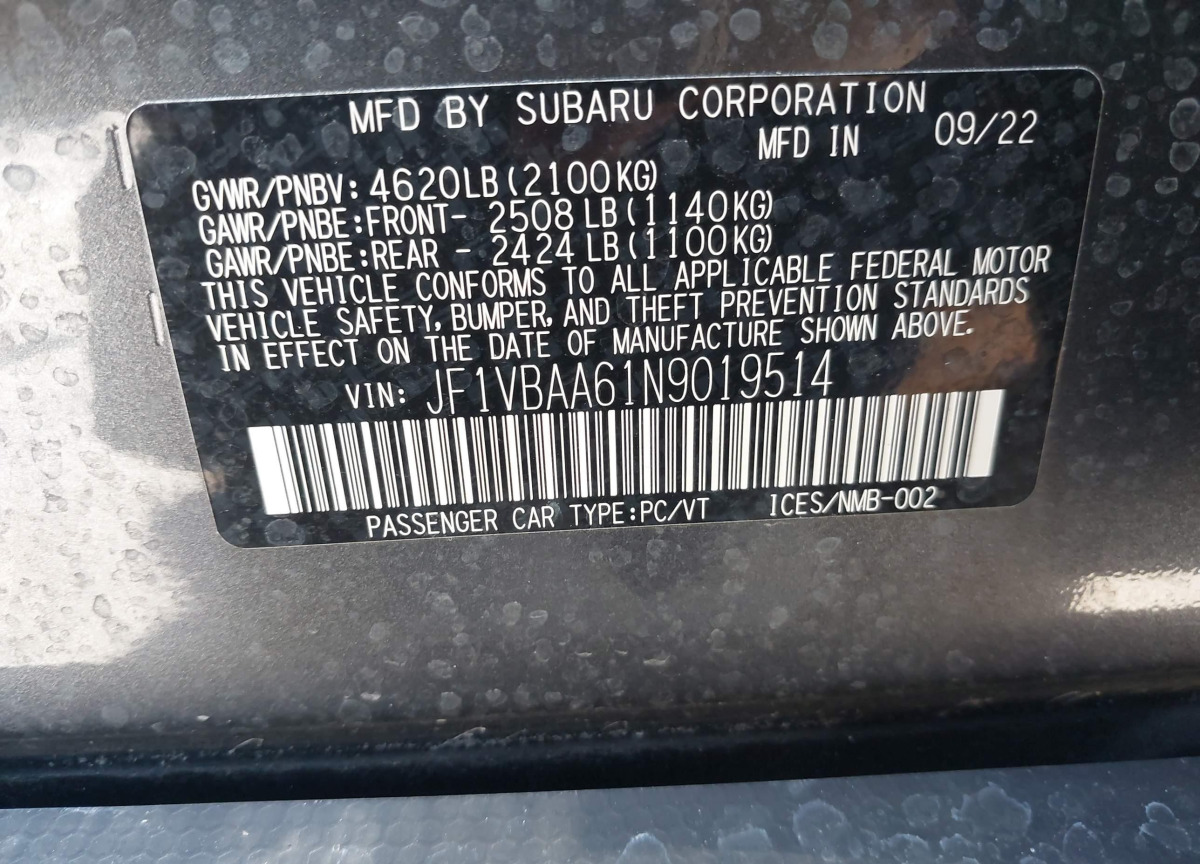 MFD BY SUBARU CORPORATION
MFD IN 09/22
GVWR/PNBV: 4620LB(2100KG)
GAWR/PNBE:FRONT- 2508 LB(1140KG)
GAWR/PNBE:REAR - 2424 LB(1100KG)
THIS VEHICLE CONFORMS TO ALL APPLICABLE FEDERAL MOTOR
VEHICLE SAFETY, BUMPER, AND THEFT PREVENTION STANDARDS
IN EFFECT ON THE DATE OF MANUFACTURE SHOWN ABOVE.
VIN: JF1VBAA61N9019514
PASSENGER CAR TYPE:PC/VT ICES/NMB-002